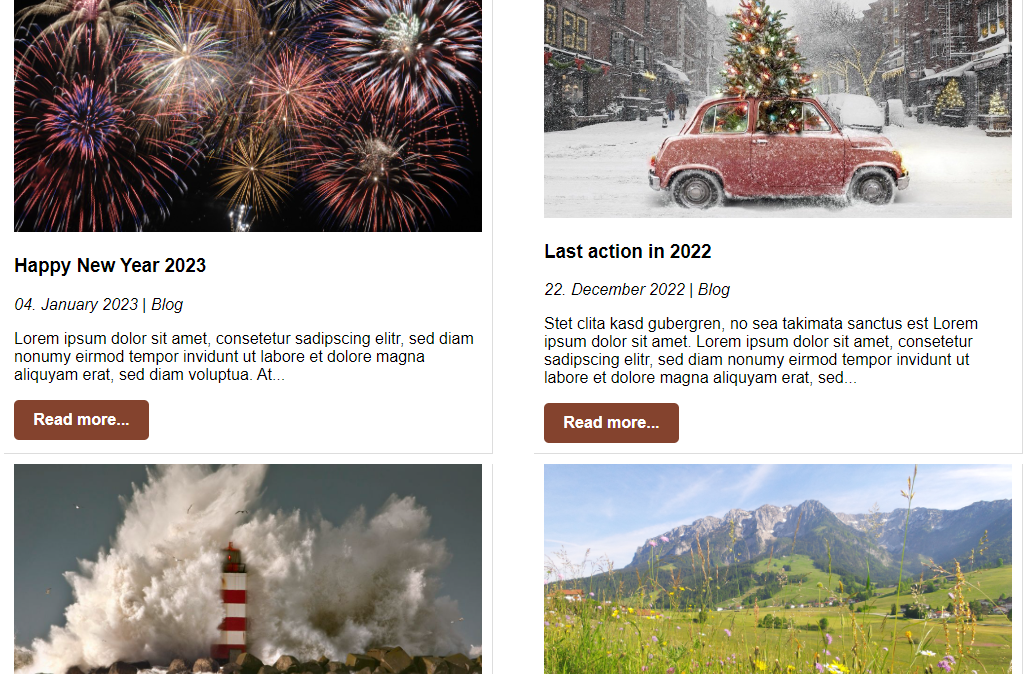 Happy New Year 2023
04. January 2023 | Blog
Lorem ipsum dolor sit amet, consetetur sadipscing elitr, sed diam
nonumy eirmod tempor invidunt ut labore et dolore magna
aliquyam erat, sed diam voluptua. At...
Read more...
Last action in 2022
22. December 2022 | Blog
Stet clita kasd gubergren, no sea takimata sanctus est Lorem
ipsum dolor sit amet. Lorem ipsum dolor sit amet, consetetur
sadipscing elitr, sed diam nonumy eirmod tempor invidunt ut
labore et dolore magna aliquyam erat, sed...
Read more...